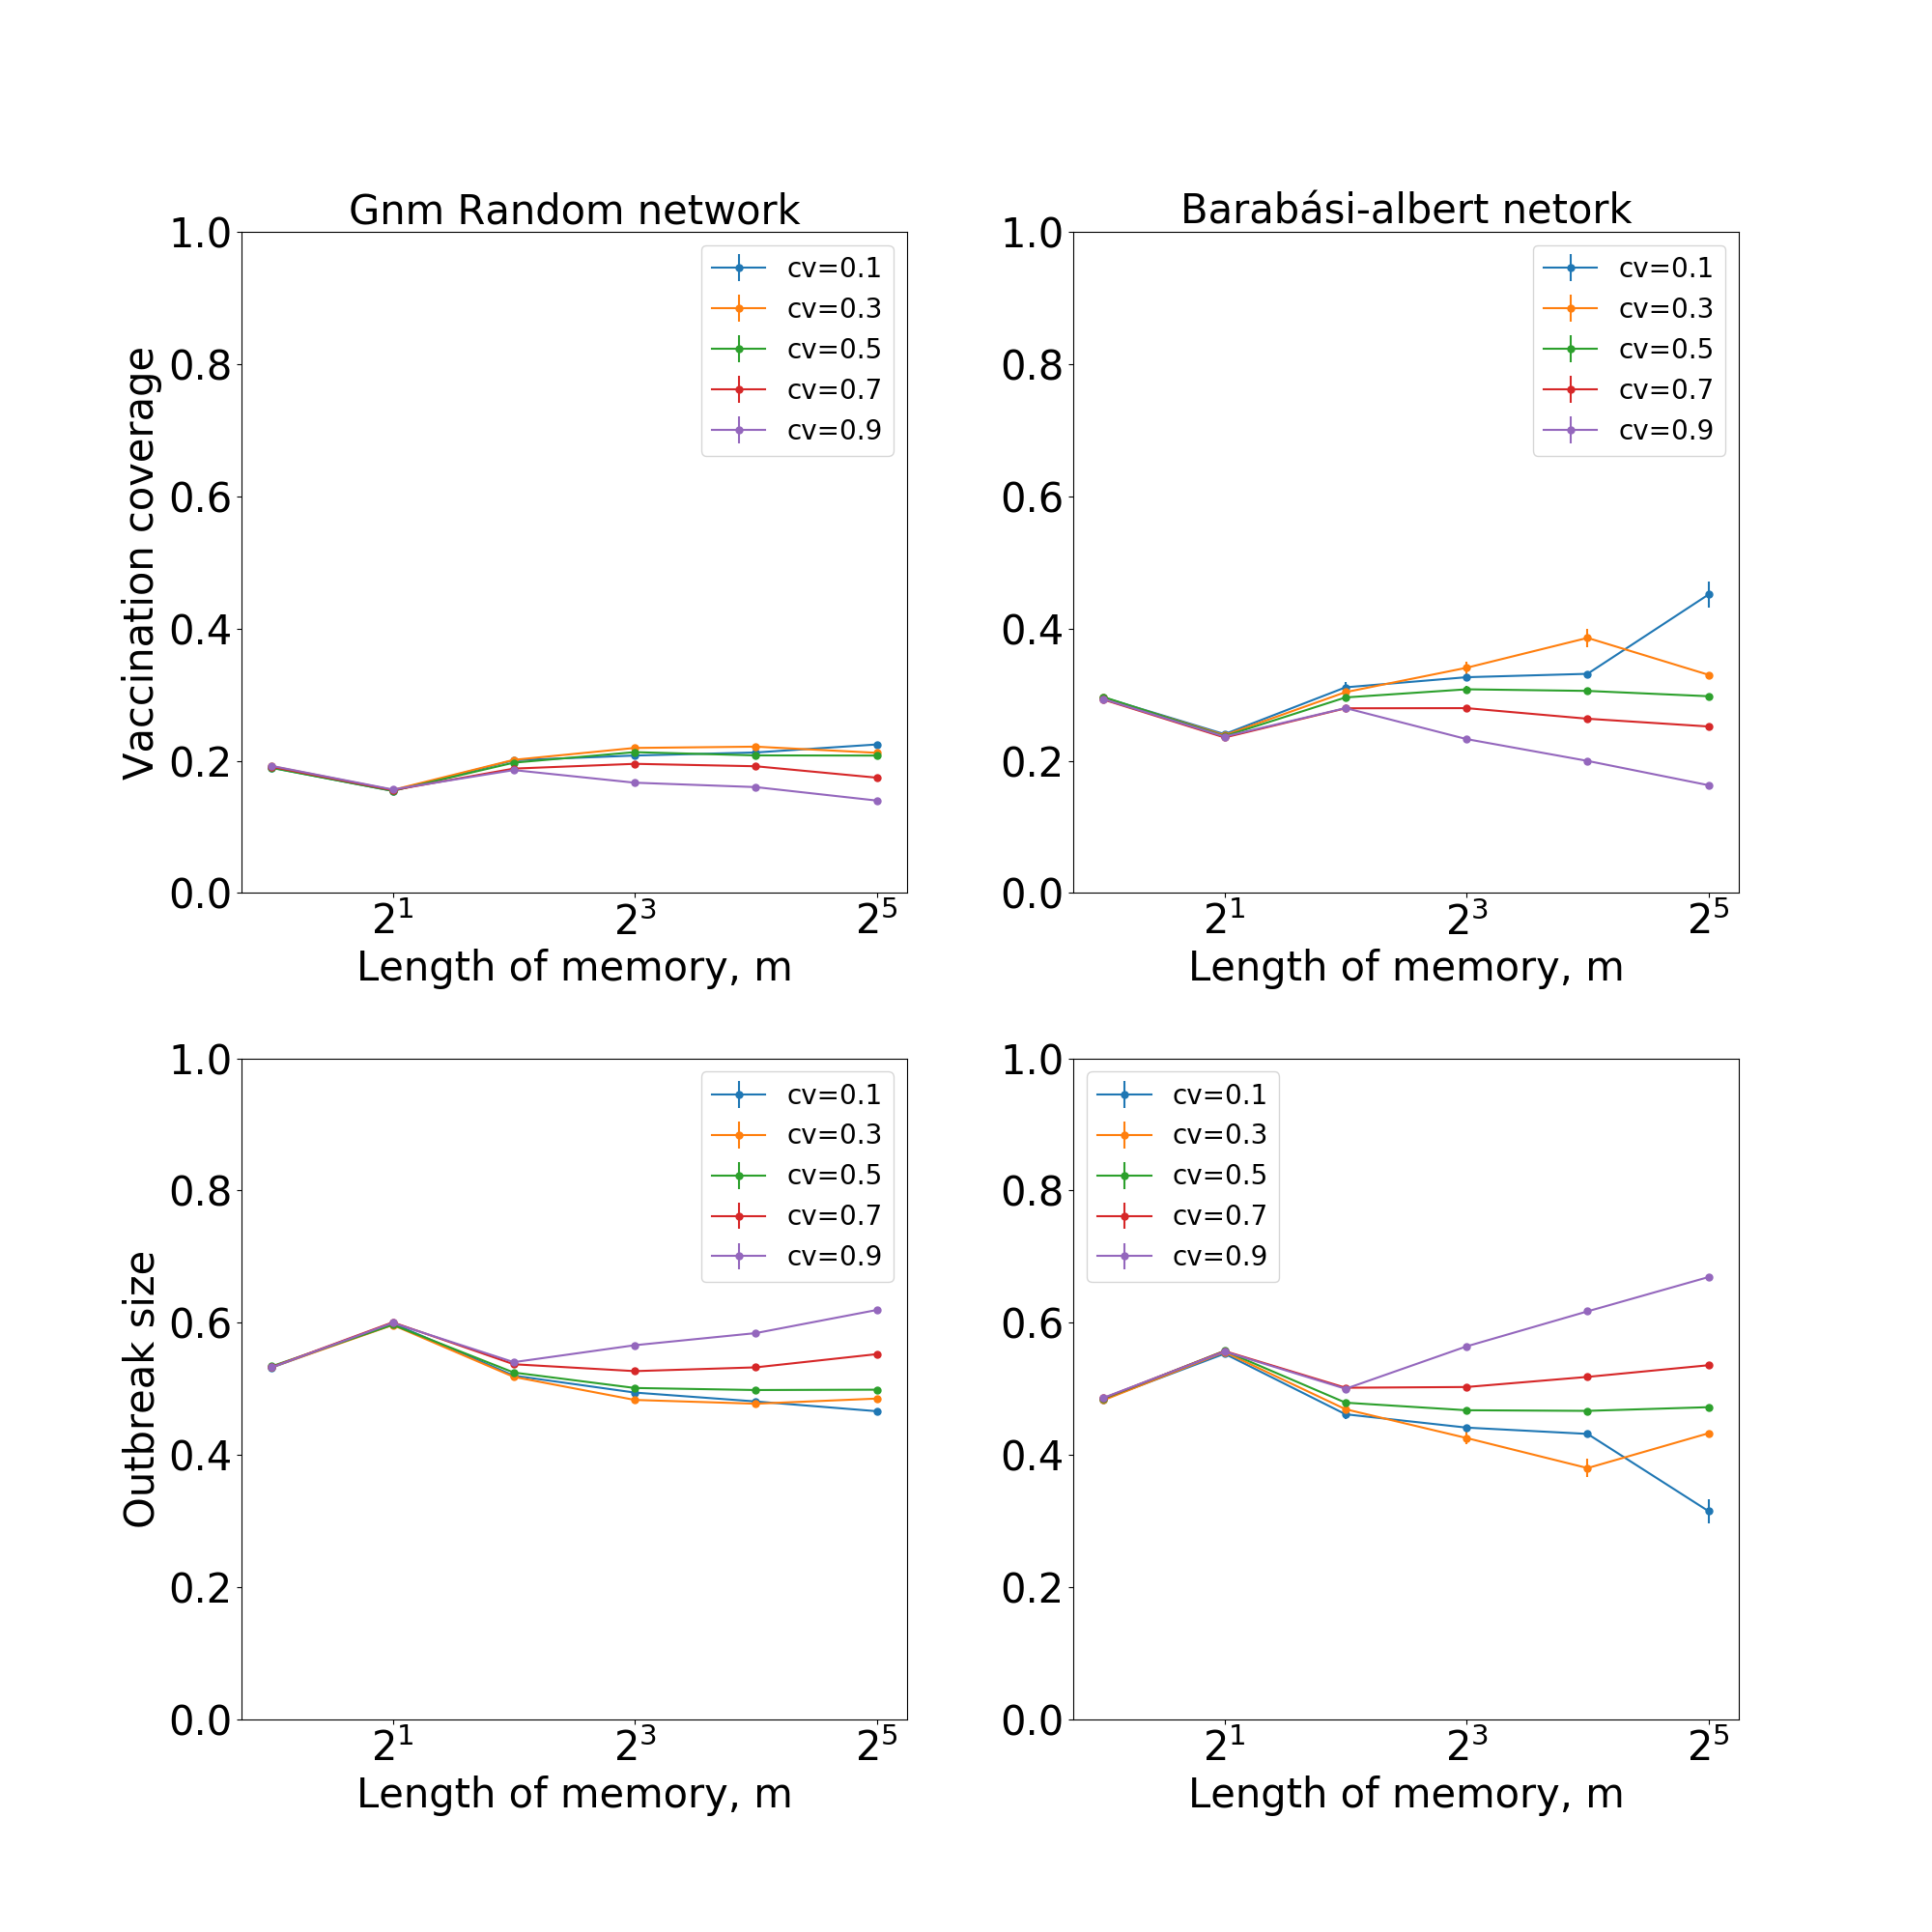 Gnm Random network
Barabási-albert netork
Vaccination coverage
1.0
0.8
0.6
0.4
0.2
0.0
cv=0.1
cv=0.3
cv=0.5
cv=0.7
cv=0.9
2^1
2^3
2^5
Length of memory, m
1.0
0.8
0.6
0.4
0.2
0.0
cv=0.1
cv=0.3
cv=0.5
cv=0.7
cv=0.9
2^1
2^3
2^5
Length of memory, m
Outbreak size
1.0
0.8
0.6
0.4
0.2
0.0
cv=0.1
cv=0.3
cv=0.5
cv=0.7
cv=0.9
2^1
2^3
2^5
Length of memory, m
1.0
0.8
0.6
0.4
0.2
0.0
cv=0.1
cv=0.3
cv=0.5
cv=0.7
cv=0.9
2^1
2^3
2^5
Length of memory, m